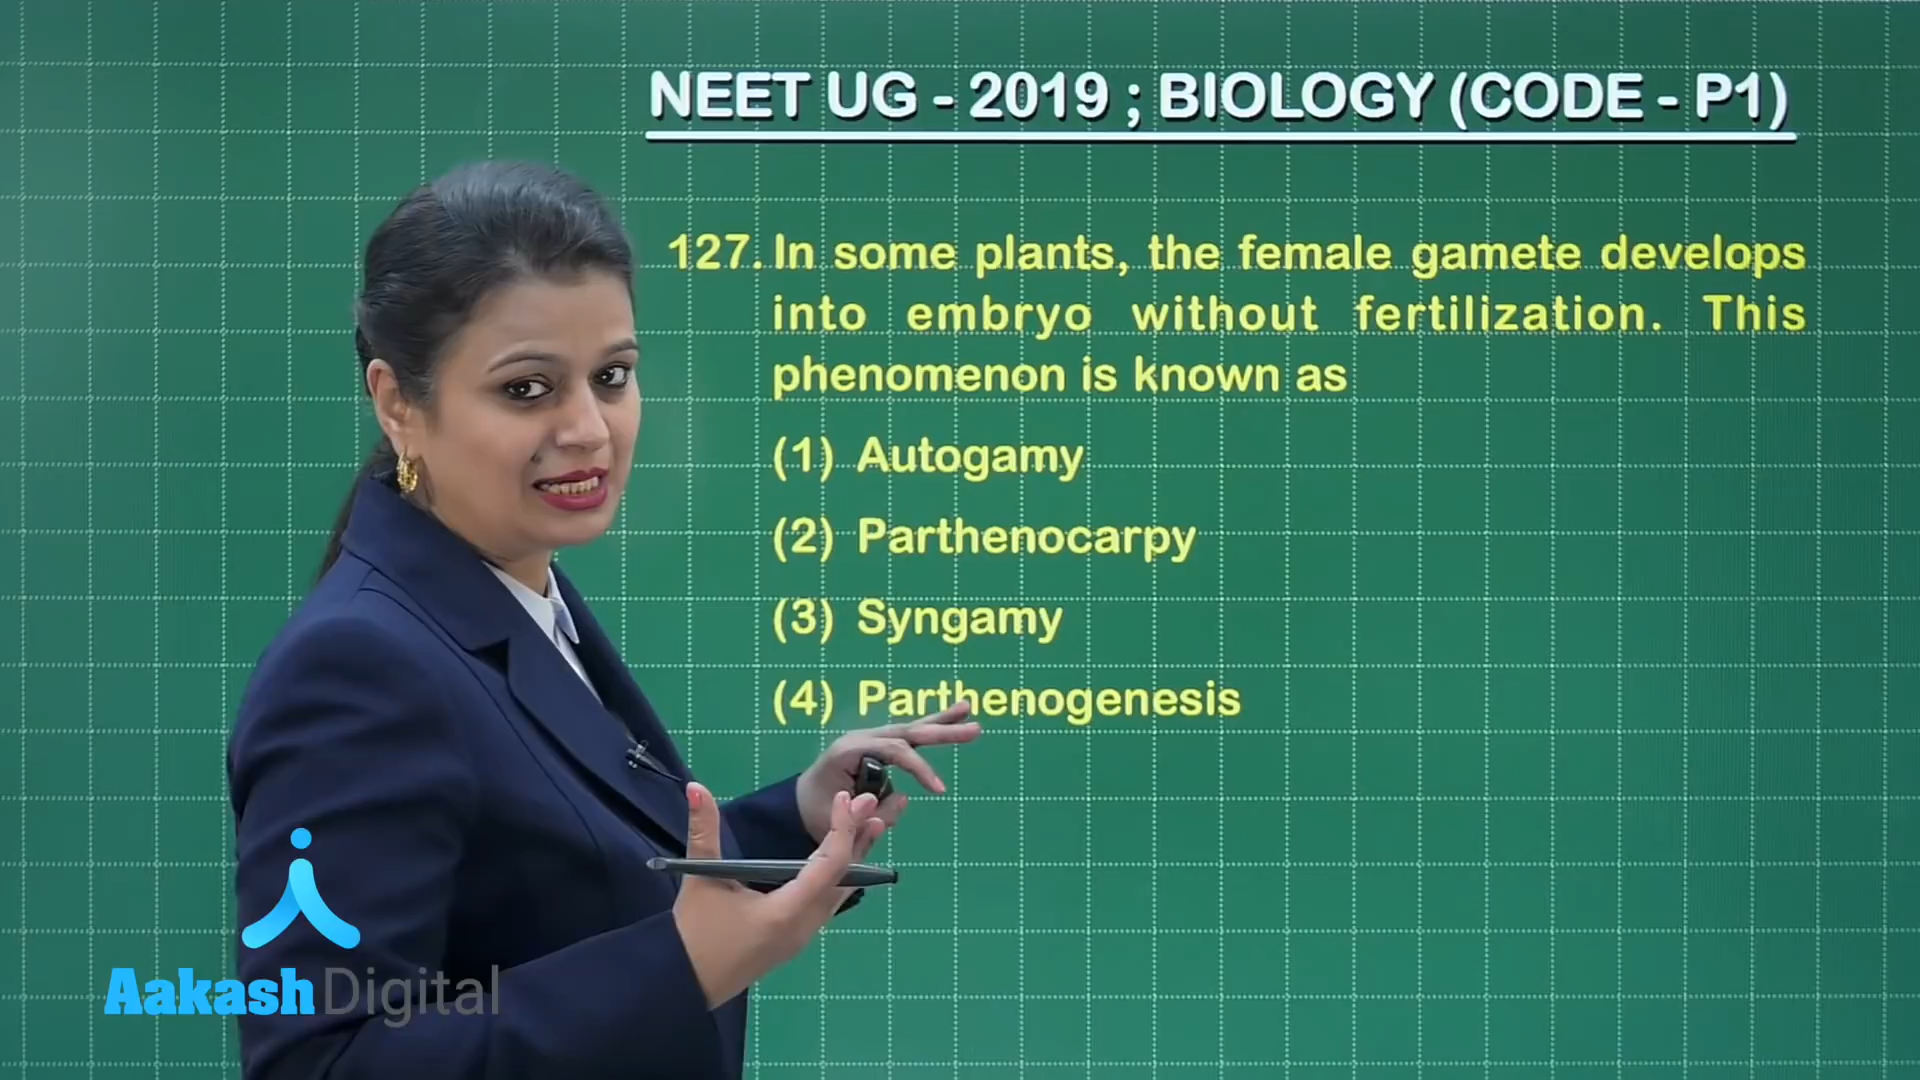 NEET UG - 2019 ; BIOLOGY (CODE - P1)
127. In some plants, the female gamete develops
into embryo without fertilization. This
phenomenon is known as
(1) Autogamy
(2) Parthenocarpy
(3) Syngamy
(4) Parthenogenesis
Aakash Digital